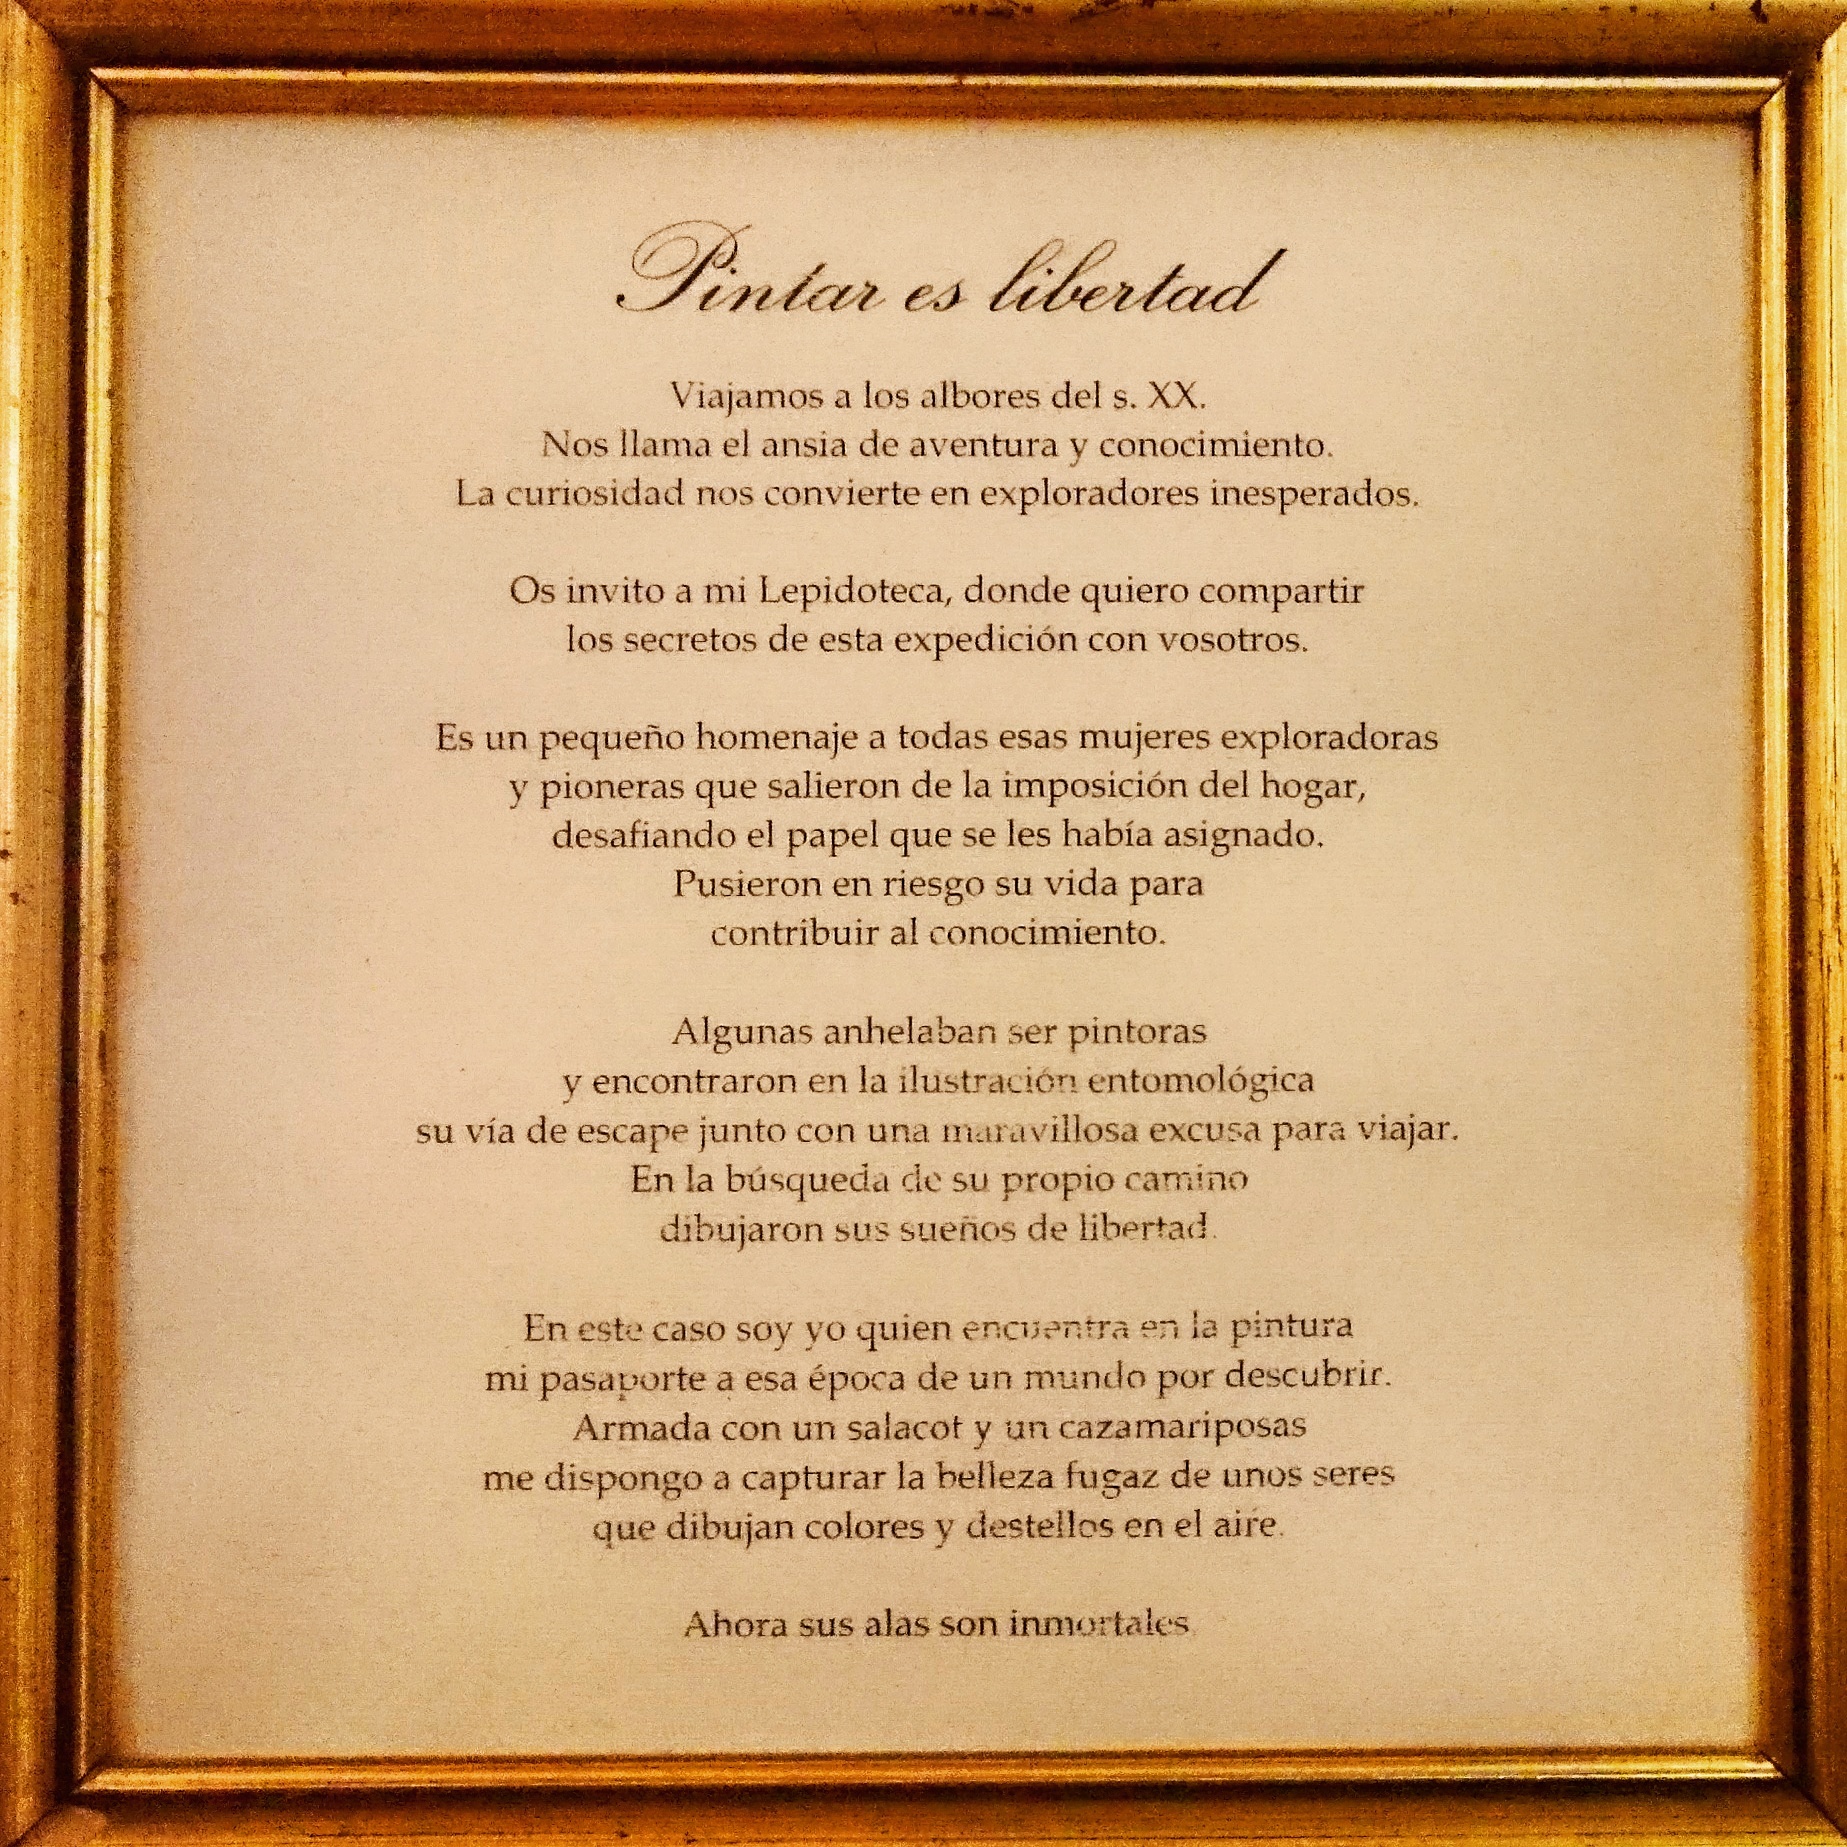 Pintar es libertad
Viajamos a los albores del s. XX.
Nos llama el ansia de aventura y conocimiento.
La curiosidad nos convierte en exploradores inesperados.
Os invito a mi Lepidoteca, donde quiero compartir
los secretos de esta expedición con vosotros.
Es un pequeño homenaje a todas esas mujeres exploradoras
y pioneras que salieron de la imposición del hogar,
desafiando el papel que se les había asignado.
Pusieron en riesgo su vida para
contribuir al conocimiento.
Algunas anhelaban ser pintoras
y encontraron en la ilustración entomológica
su vía de escape junto con una maravillosa excusa para viajar.
En la búsqueda de su propio camino
dibujaron sus sueños de libertad.
En este caso soy yo quien encuentra en la pintura
mi pasaporte a esa época de un mundo por descubrir.
Armada con un salacot y un cazamariposas
me dispongo a capturar la belleza fugaz de unos seres
que dibujan colores y destellos en el aire.
Ahora sus alas son inmortales.